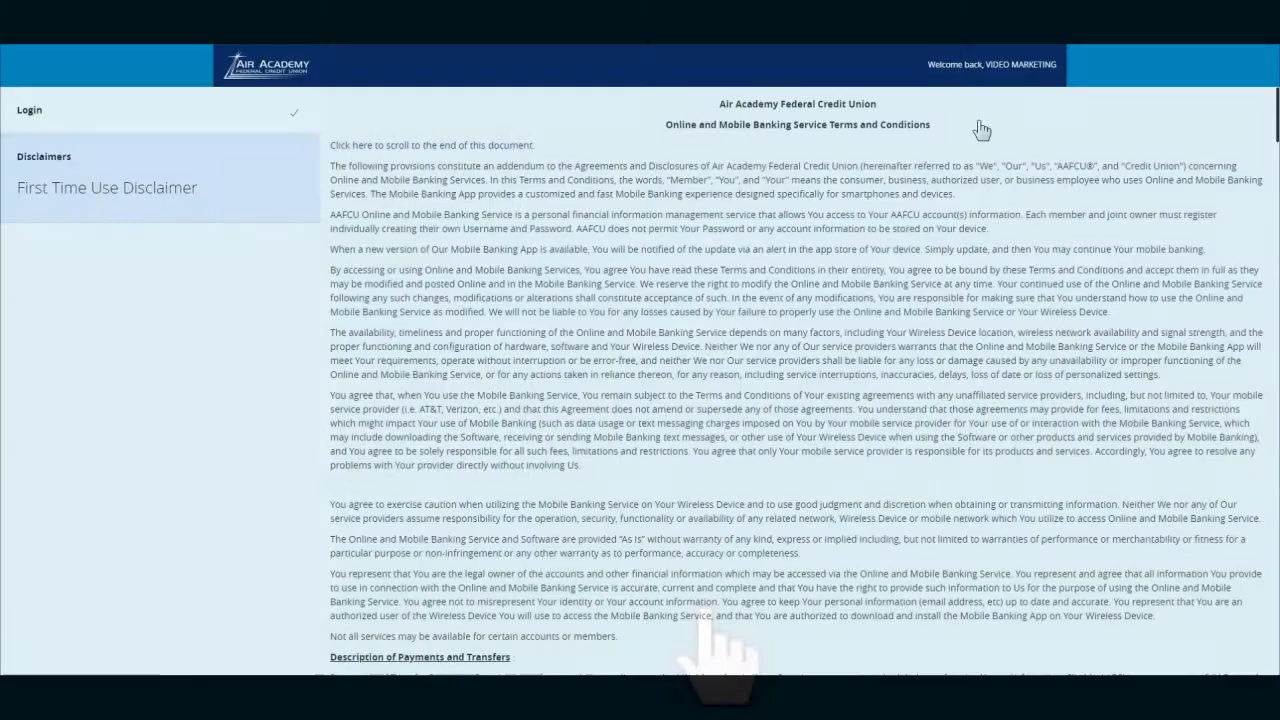 AIR ACADEMY
FEDERAL CREDIT UNION
Welcome back, VIDEO MARKETING
Login
Disclaimers
First Time Use Disclaimer
Air Academy Federal Credit Union
Online and Mobile Banking Service Terms and Conditions
Click here to scroll to the end of this document.
The following provisions constitute an addendum to the Agreements and Disclosures of Air Academy Federal Credit Union (hereinafter referred to as "We", "Our", "Us", "AAFCU®", and "Credit Union") concerning
Online and Mobile Banking Services. In this Terms and Conditions, the words, "Member", "You", and "Your" means the consumer, business, authorized user, or business employee who uses Online and Mobile Banking
Services. The Mobile Banking App provides a customized and fast Mobile Banking experience designed specifically for smartphones and devices.
AAFCU Online and Mobile Banking Service is a personal financial information management service that allows You access to Your AAFCU account(s) information. Each member and joint owner must register
individually creating their own Username and Password. AAFCU does not permit Your Password or any account information to be stored on Your device.
When a new version of Our Mobile Banking App is available, You will be notified of the update via an alert in the app store of Your device. Simply update, and then You may continue Your mobile banking.
By accessing or using Online and Mobile Banking Services, You agree You have read these Terms and Conditions in their entirety, You agree to be bound by these Terms and Conditions and accept them in full as they
may be modified and posted Online and in the Mobile Banking Service. We reserve the right to modify the Online and Mobile Banking Service at any time. Your continued use of the Online and Mobile Banking Service
following any such changes, modifications or alterations shall constitute acceptance of such. In the event of any modifications, You are responsible for making sure that You understand how to use the Online and
Mobile Banking Service as modified. We will not be liable to You for any losses caused by Your failure to properly use the Online and Mobile Banking Service or Your Wireless Device.
The availability, timeliness and proper functioning of the Online and Mobile Banking Service depends on many factors, including Your Wireless Device location, wireless network availability and signal strength, and the
proper functioning and configuration of hardware, software and Your Wireless Device. Neither We nor any of Our service providers warrants that the Online and Mobile Banking Service or the Mobile Banking App will
meet Your requirements, operate without interruption or be error-free, and neither We nor Our service providers shall be liable for any loss or damage caused by any unavailability or improper functioning of the
Online and Mobile Banking Service, or for any actions taken in reliance thereon, for any reason, including service interruptions, inaccuracies, delays, loss of date or loss of personalized settings.
You agree that, when You use the Mobile Banking Service, You remain subject to the Terms and Conditions of Your existing agreements with any unaffiliated service providers, including, but not limited to, Your mobile
service provider (i.e. AT&T, Verizon, etc.) and that this Agreement does not amend or supersede any of those agreements. You understand that those agreements may provide for fees, limitations and restrictions
which might impact Your use of Mobile Banking (such as data usage or text messaging charges imposed on You by Your mobile service provider for Your use of or interaction with the Mobile Banking Service, which
may include downloading the Software, receiving or sending Mobile Banking text messages, or other use of Your Wireless Device when using the Software or other products and services provided by Mobile Banking),
and You agree to be solely responsible for all such fees, limitations and restrictions. You agree that only Your mobile service provider is responsible for its products and services. Accordingly, You agree to resolve any
problems with Your provider directly without involving Us.
You agree to exercise caution when utilizing the Mobile Banking Service on Your Wireless Device and to use good judgment and discretion when obtaining or transmitting information. Neither We nor any of Our
service providers assume responsibility for the operation, security, functionality or availability of any related network, Wireless Device or mobile network which You utilize to access Online and Mobile Banking Service.
The Online and Mobile Banking Service and Software are provided "As Is" without warranty of any kind, express or implied including, but not limited to warranties of performance or merchantability or fitness for a
particular purpose or non-infringement or any other warranty as to performance, accuracy or completeness.
You represent that You are the legal owner of the accounts and other financial information which may be accessed via the Online and Mobile Banking Service. You represent and agree that all information You provide
to use in connection with the Online and Mobile Banking Service is accurate, current and complete and that You have the right to provide such information to Us for the purpose of using the Online and Mobile
Banking Service. You agree not to misrepresent Your identity or Your account information. You agree to keep Your personal information (email address, etc) up to date and accurate. You represent that You are an
authorized user of the Wireless Device You will use to access the Mobile Banking Service, and that You are authorized to download and install the Mobile Banking App on Your Wireless Device.
Not all services may be available for certain accounts or members.
Description of Payments and Transfers